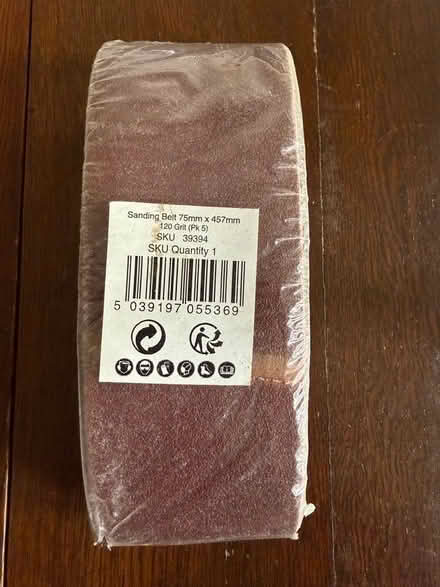 Sanding Belt 75mm x 457mm
120 Grit (Pk 5)
SKU 39394
SKU Quantity 1
5 039197 055369